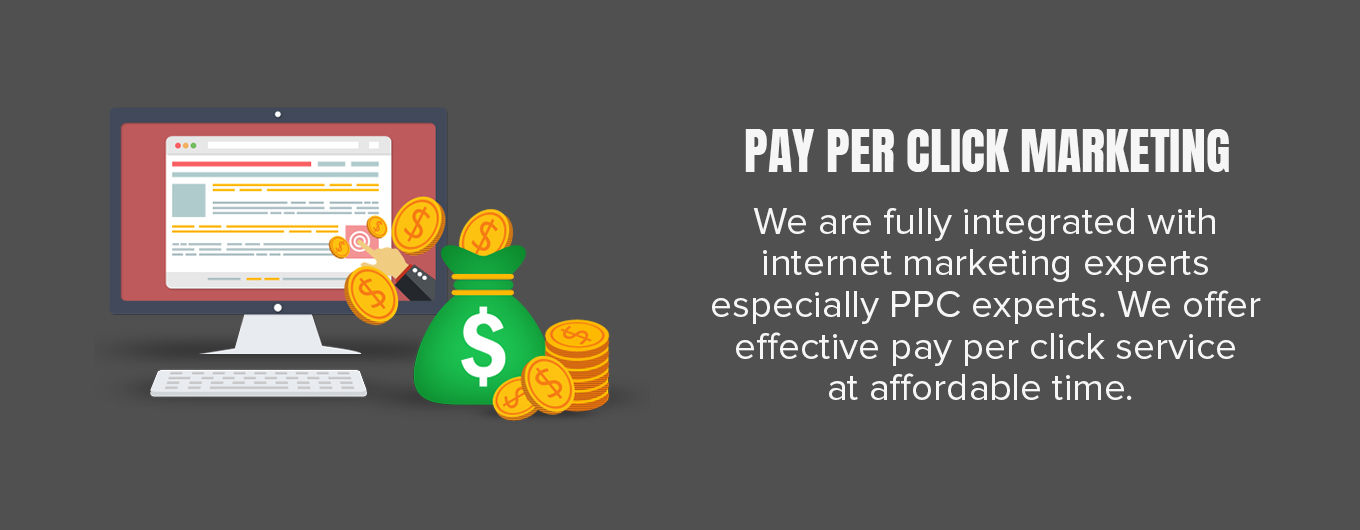 PAY PER CLICK MARKETING
We are fully integrated with
internet marketing experts
especially PPC experts. We offer
effective pay per click service
at affordable time.
$
$
$
$
$
$
$
$
$